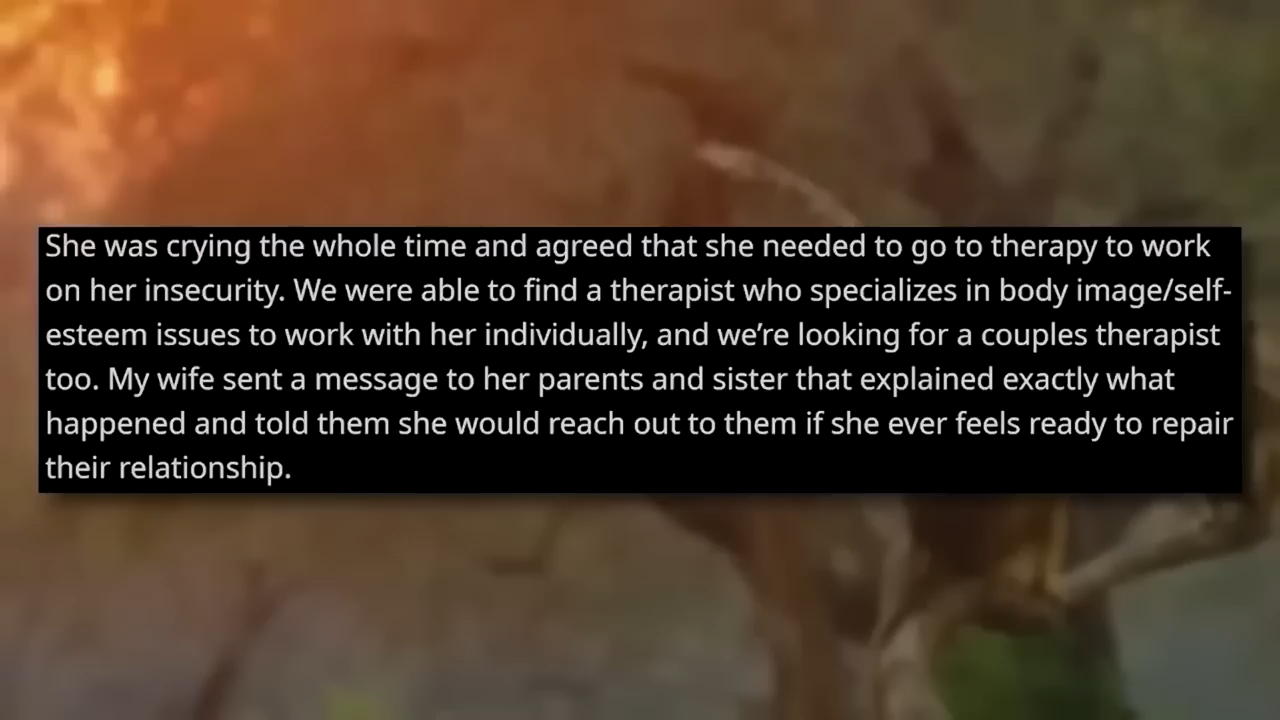 She was crying the whole time and agreed that she needed to go to therapy to work
on her insecurity. We were able to find a therapist who specializes in body image/self-
esteem issues to work with her individually, and we’re looking for a couples therapist
too. My wife sent a message to her parents and sister that explained exactly what
happened and told them she would reach out to them if she ever feels ready to repair
their relationship.